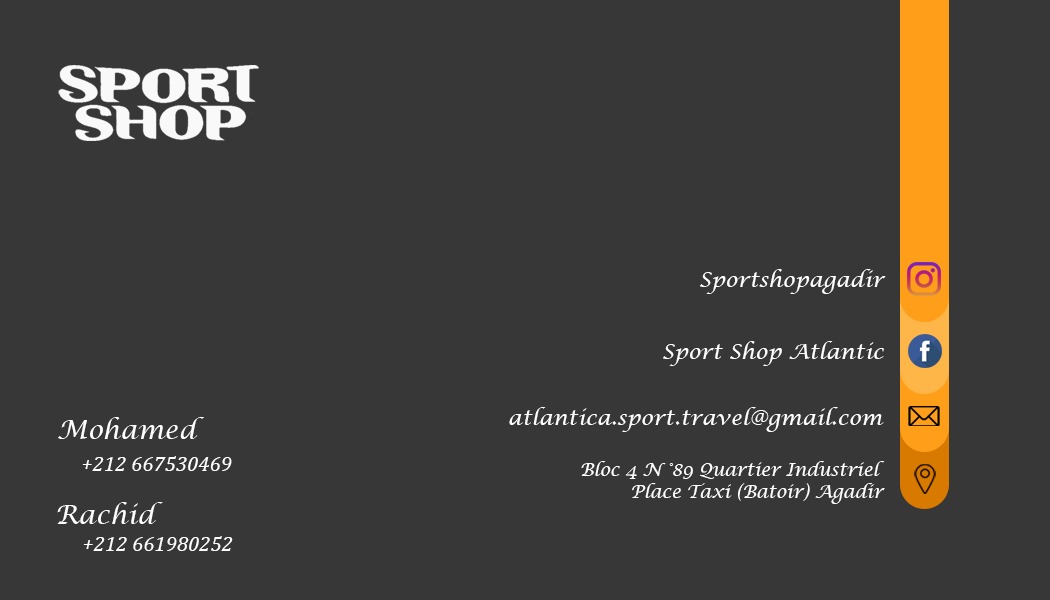 SPORT
SHOP
Sportshopagadir
Sport Shop Atlantic
atlantica.sport.travel@gmail.com
Bloc 4 N°89 Quartier Industriel
Place Taxi (Batoir) Agadir
Mohamed
+212 667530469
Rachid
+212 661980252